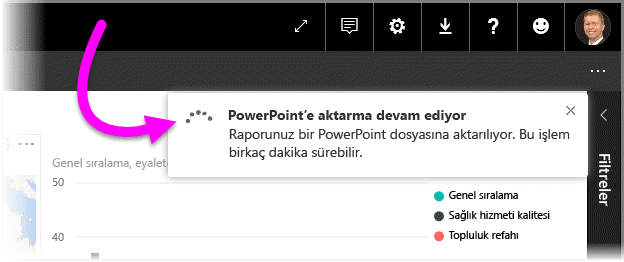 PowerPoint'e aktarma devam ediyor
Raporunuz bir PowerPoint dosyasına aktarılıyor. Bu işlem
birkaç dakika sürebilir.
Genel sıralama, eyalet
50
40
Genel sıralama
Sağlık hizmeti kalitesi
Topluluk refahı
Filtreler